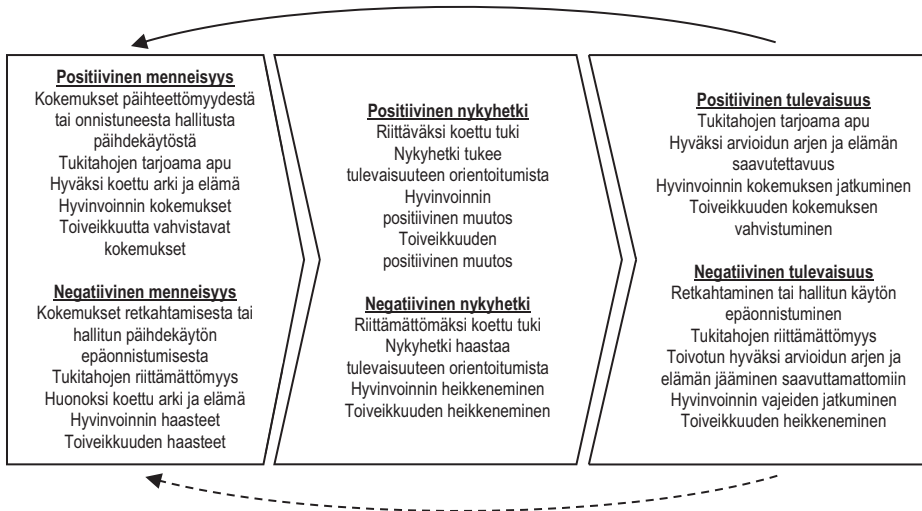 Positiivinen menneisyys
Kokemukset päihteettömyydestä
tai onnistuneesta hallitusta
päihdekäytöstä
Tukitahojen tarjoama apu
Hyväksi koettu arki ja elämä
Hyvinvoinnin kokemukset
Toiveikkuutta vahvistavat
kokemukset
Negatiivinen menneisyys
Kokemukset retkahtamisesta tai
hallitun päihdekäytön
epäonnistumisesta
Tukitahojen riittämättömyys
Huonoksi koettu arki ja elämä
Hyvinvoinnin haasteet
Toiveikkuuden haasteet
Positiivinen nykyhetki
Riittäväksi koettu tuki
Nykyhetki tukee
tulevaisuuteen orientoitumista
Hyvinvoinnin
positiivinen muutos
Toiveikkuuden
positiivinen muutos
Negatiivinen nykyhetki
Riittämättömäksi koettu tuki
Nykyhetki haastaa
tulevaisuuteen orientoitumista
Hyvinvoinnin heikkeneminen
Toiveikkuuden heikkeneminen
Positiivinen tulevaisuus
Tukitahojen tarjoama apu
Hyväksi arvioidun arjen ja elämän
saavutettavuus
Hyvinvoinnin kokemuksen jatkuminen
Toiveikkuuden kokemuksen
vahvistuminen
Negatiivinen tulevaisuus
Retkahtaminen tai hallitun käytön
epäonnistuminen
Tukitahojen riittämättömyys
Toivotun hyväksi arvioidun arjen ja
elämän jääminen saavuttamattomiin
Hyvinvoinnin vajeiden jatkuminen
Toiveikkuuden heikkeneminen